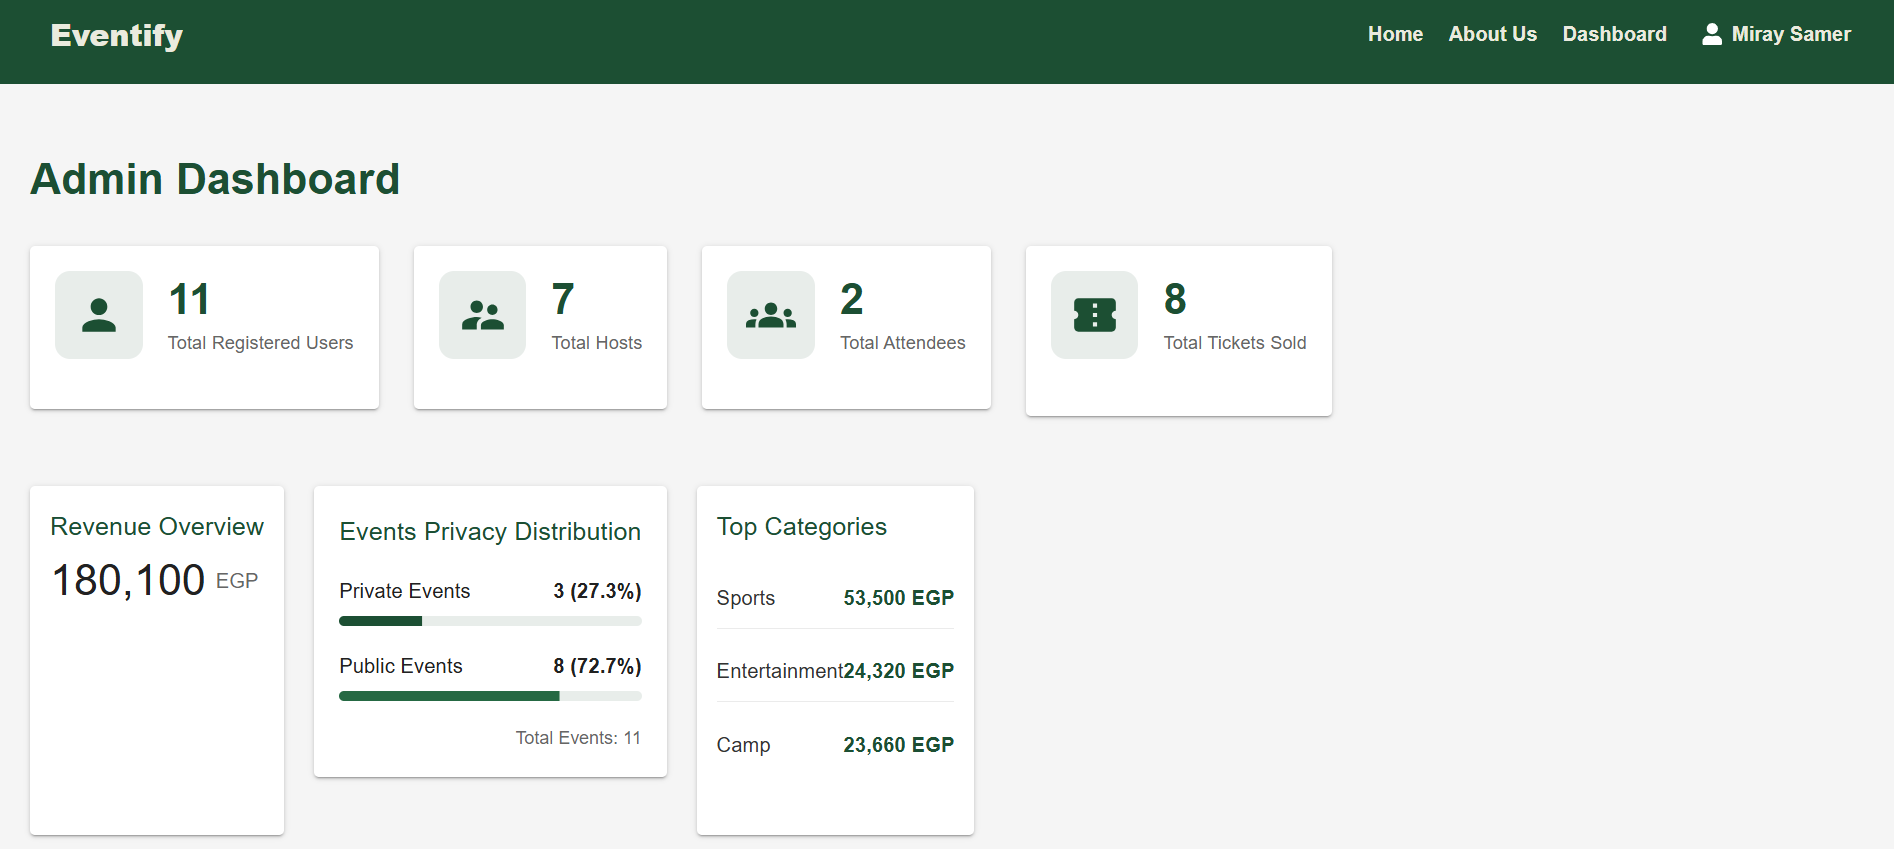 Eventify
Home About Us Dashboard Miray Samer
Admin Dashboard
11
Total Registered Users
7
Total Hosts
2
Total Attendees
8
Total Tickets Sold
Revenue Overview
180,100 EGP
Events Privacy Distribution
Private Events 3 (27.3%)
Public Events 8 (72.7%)
Total Events: 11
Top Categories
Sports 53,500 EGP
Entertainment 24,320 EGP
Camp 23,660 EGP